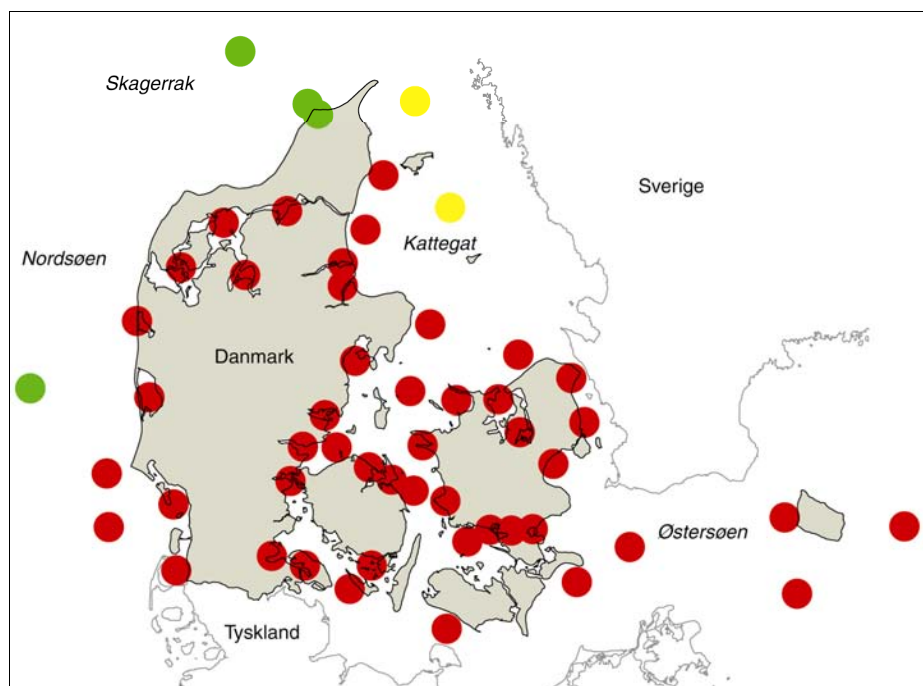 Skagerrak
Sverige
Kattegat
Nordsøen
Danmark
Østersøen
Tyskland